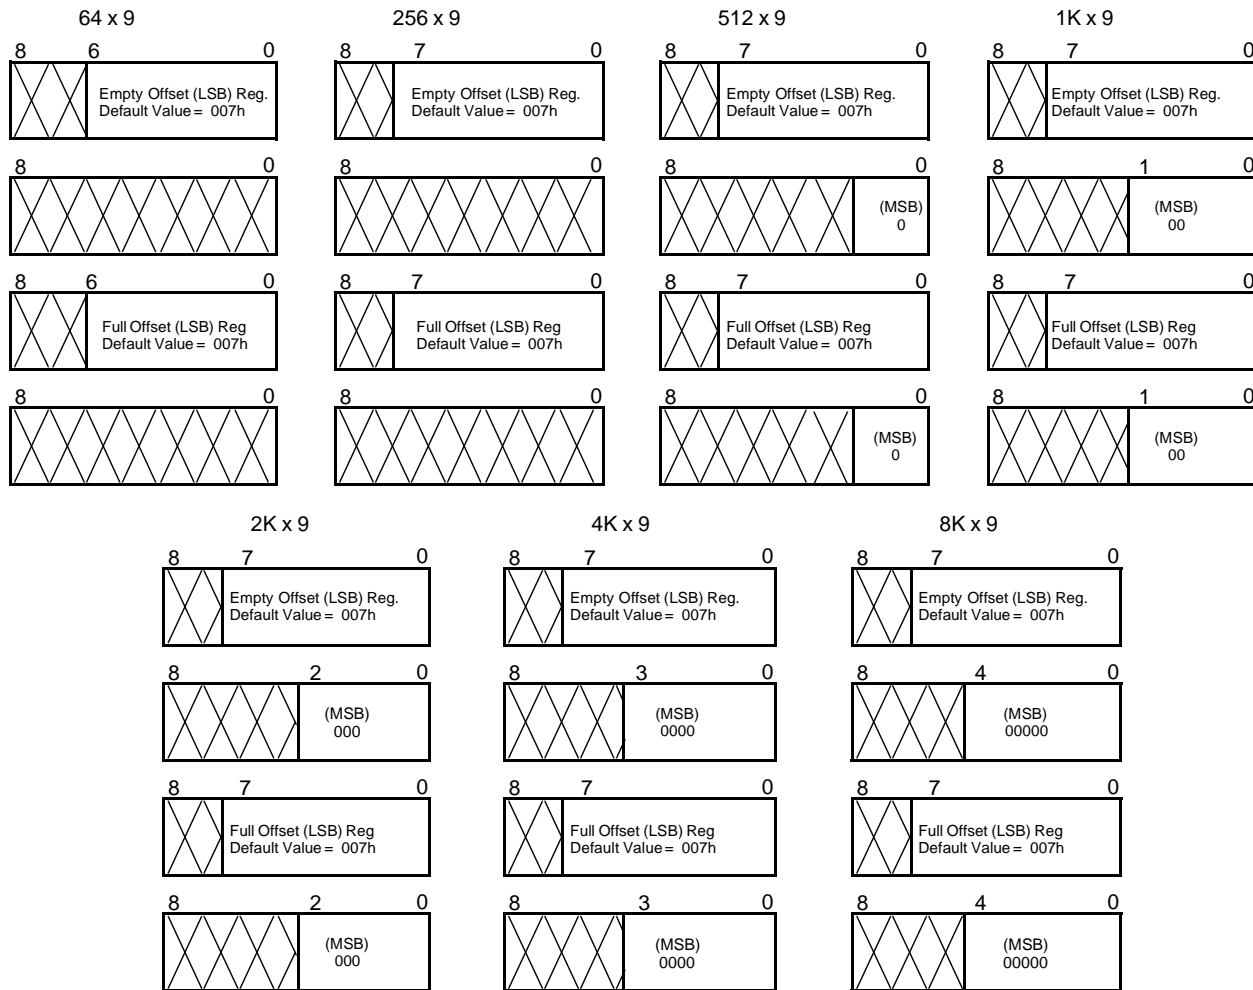 64 x 9 256 x 9 512 x 9 1K x 9
8 6 0 8 7 0 8 7 0 8 7 0
Empty Offset (LSB) Reg. Empty Offset (LSB) Reg. Empty Offset (LSB) Reg. Empty Offset (LSB) Reg.
Default Value = 007h Default Value = 007h Default Value = 007h Default Value = 007h
8 0 8 0 8 0 8 1 0
(MSB) (MSB)
0 00
8 6 0 8 7 0 8 7 0 8 7 0
Full Offset (LSB) Reg Full Offset (LSB) Reg Full Offset (LSB) Reg Full Offset (LSB) Reg
Default Value = 007h Default Value = 007h Default Value = 007h Default Value = 007h
8 0 8 0 8 0 8 1 0
(MSB) (MSB)
0 00
2K x 9 4K x 9 8K x 9
8 7 0 8 7 0 8 7 0
Empty Offset (LSB) Reg. Empty Offset (LSB) Reg. Empty Offset (LSB) Reg.
Default Value = 007h Default Value = 007h Default Value = 007h
8 2 0 8 3 0 8 4 0
(MSB) (MSB) (MSB)
000 0000 00000
8 7 0 8 7 0 8 7 0
Full Offset (LSB) Reg Full Offset (LSB) Reg Full Offset (LSB) Reg
Default Value = 007h Default Value = 007h Default Value = 007h
8 2 0 8 3 0 8 4 0
(MSB) (MSB) (MSB)
000 0000 00000